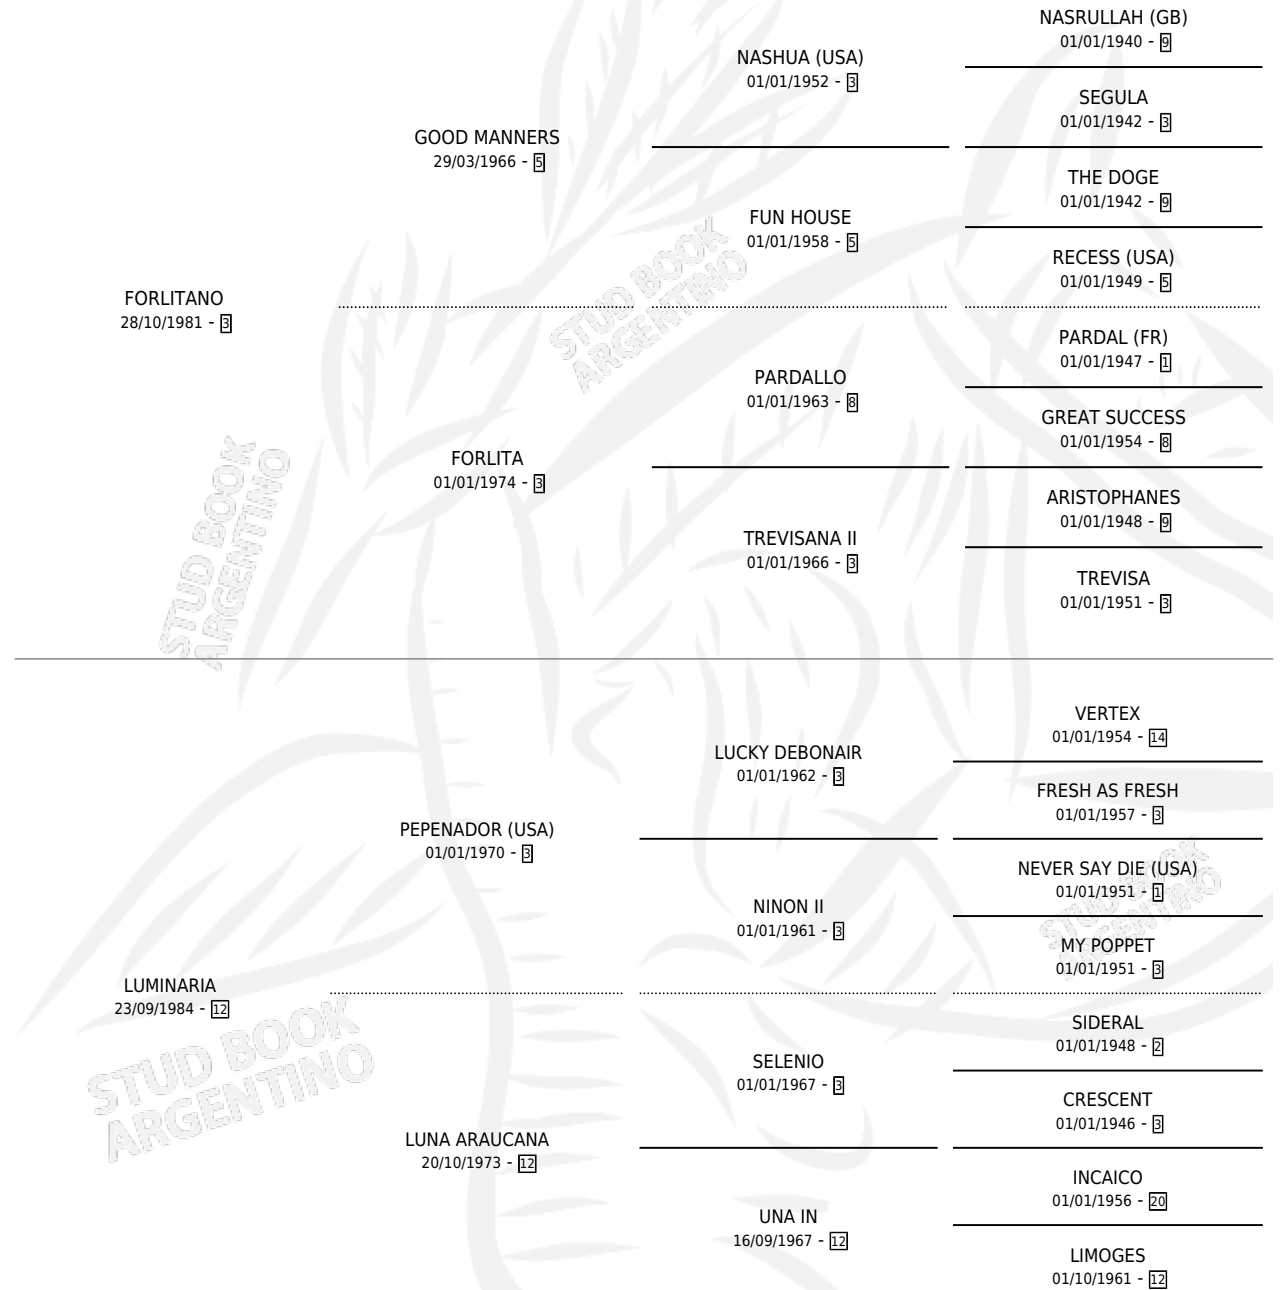 NASRULLAH (GB)
01/01/1940 - 9
NASHUA (USA)
01/01/1952 - 3
SEGULA
01/01/1942 - 3
GOOD MANNERS
29/03/1966 - 5
THE DOGE
01/01/1942 - 9
FUN HOUSE
01/01/1958 - 5
RECESS (USA)
01/01/1949 - 5
FORLITANO
28/10/1981 - 3
PARDAL (FR)
01/01/1947 - 1
PARDALLO
01/01/1963 - 8
GREAT SUCCESS
01/01/1954 - 8
FORLITA
01/01/1974 - 3
ARISTOPHANES
01/01/1948 - 9
TREVISANA II
01/01/1966 - 3
TREVISA
01/01/1951 - 3
STUD BOOK
ARGENTINO
STUD BOOK
ARGENTINO
VERTEX
01/01/1954 - 14
LUCKY DEBONAIR
01/01/1962 - 3
FRESH AS FRESH
01/01/1957 - 3
PEPENADOR (USA)
01/01/1970 - 3
NEVER SAY DIE (USA)
01/01/1951 - 1
NINON II
01/01/1961 - 3
MY POPPET
01/01/1951 - 3
LUMINARIA
23/09/1984 - 12
SIDERAL
01/01/1948 - 2
SELENIO
01/01/1967 - 3
CRESCENT
01/01/1946 - 3
LUNA ARAUCANA
20/10/1973 - 12
INCAICO
01/01/1956 - 20
UNA IN
16/09/1967 - 12
LIMOGES
01/10/1961 - 12
STUD BOOK
ARGENTINO
STUD BOOK
ARGENTINO